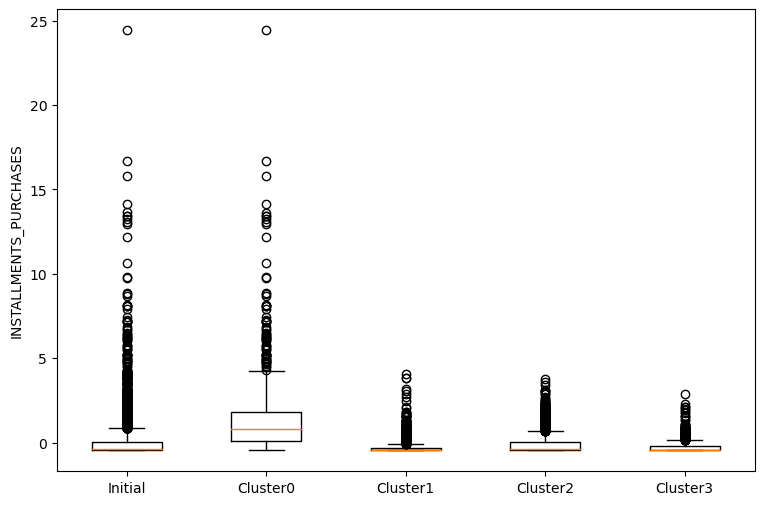 INSTALLMENTS_PURCHASES
25
20
15
10
5
0
Initial
Cluster0
Cluster1
Cluster2
Cluster3